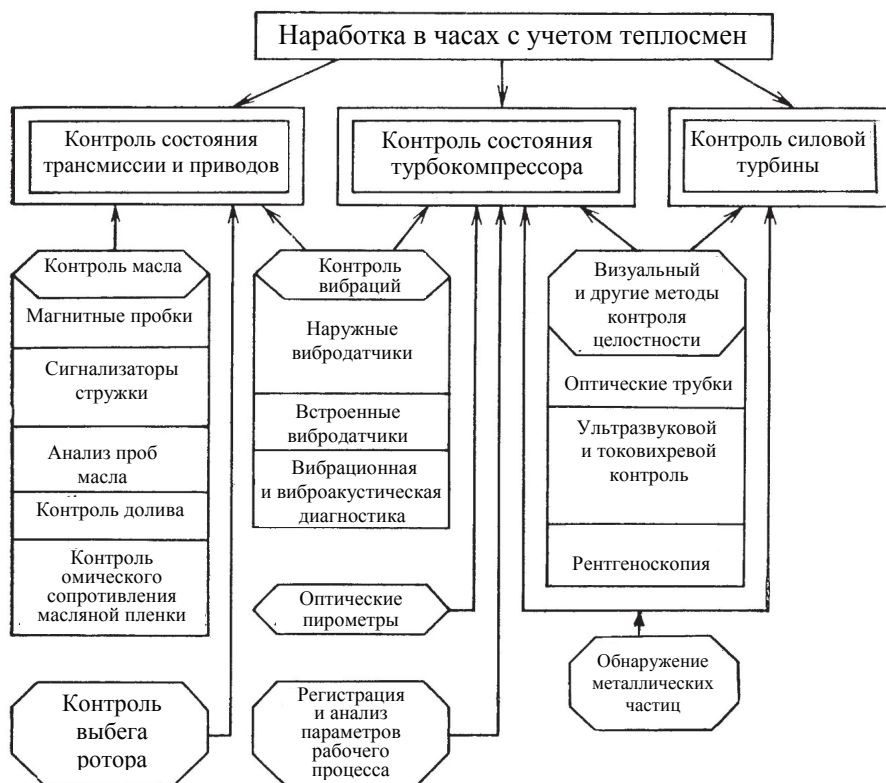 Наработка в часах с учетом теплосмен
Контроль состояния
трансмиссии и приводов
Контроль состояния
турбокомпрессора
Контроль силовой
турбины
Контроль масла
Магнитные пробки
Сигнализаторы
стружки
Анализ проб
масла
Контроль долива
Контроль
омического
сопротивления
масляной пленки
Контроль
выбега
ротора
Контроль
вибраций
Наружные
вибродатчики
Встроенные
вибродатчики
Вибрационная
и виброакустическая
диагностика
Оптические
пирометры
Регистрация
и анализ
параметров
рабочего
процесса
Визуальный
и другие методы
контроля
целостности
Оптические трубки
Ультразвуковой
и токовихревой
контроль
Рентгеноскопия
Обнаружение
металлических
частиц